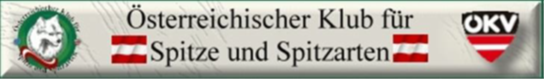 Österreichischer Klub für
Spitze und Spitzarten
ÖKV